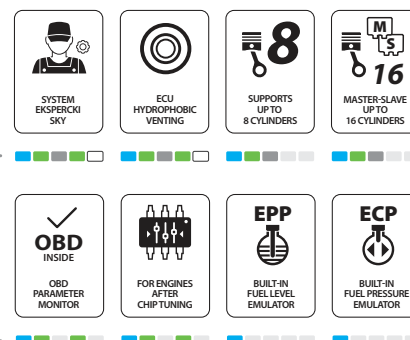 SYSTEM
EKSPERCKI
SKY
ECU
HYDROPHOBIC
VENTING
8
SUPPORTS
UP TO
8 CYLINDERS
M
S
16
MASTER-SLAVE
UP TO
16 CYLINDERS
OBD
INSIDE
OBD
PARAMETER
MONITOR
FOR ENGINES
AFTER
CHIP TUNING
EPP
BUILT-IN
FUEL LEVEL
EMULATOR
ECP
BUILT-IN
FUEL PRESSURE
EMULATOR